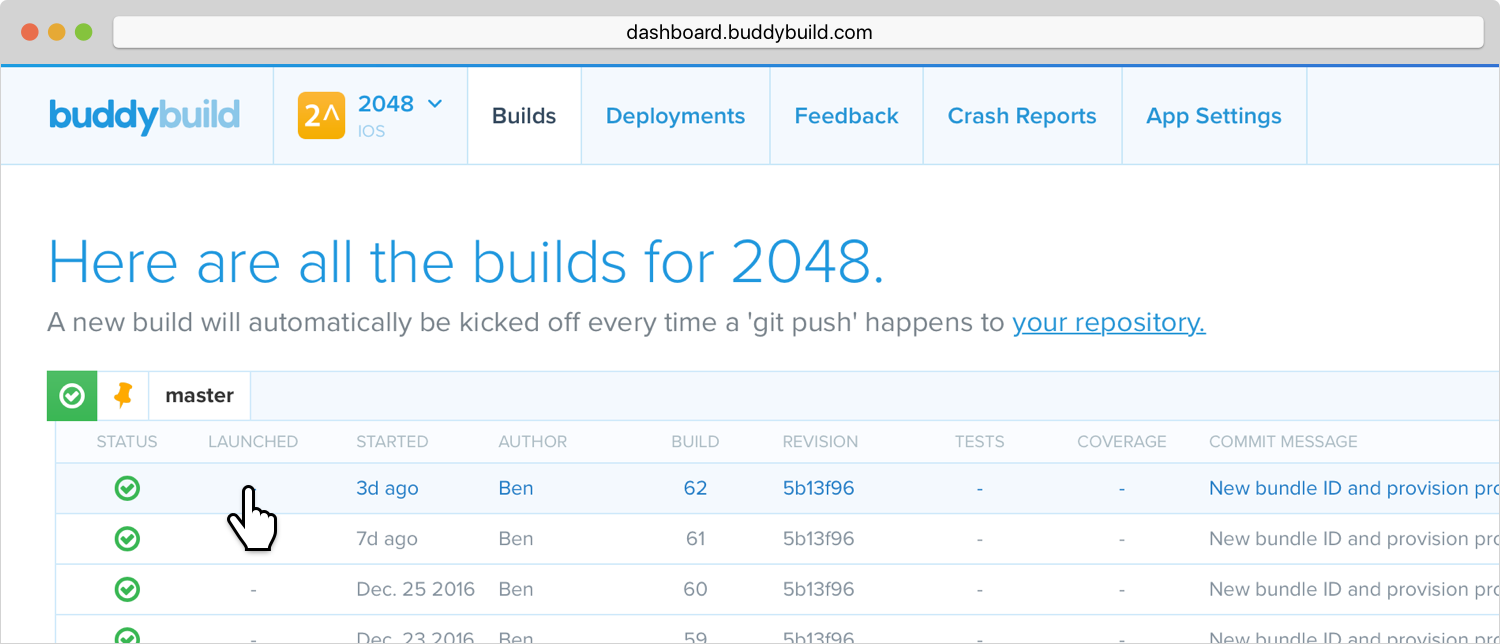 dashboard.buddybuild.com
buddybuild
2^
2048
IOS
Builds
Deployments
Feedback
Crash Reports
App Settings
Here are all the builds for 2048.
A new build will automatically be kicked off every time a 'git push' happens to your repository.
master
STATUS LAUNCHED STARTED AUTHOR BUILD REVISION TESTS COVERAGE COMMIT MESSAGE
3d ago Ben 62 5b13f96 - - New bundle ID and provision pro
7d ago Ben 61 5b13f96 - - New bundle ID and provision pro
- Dec. 25 2016 Ben 60 5b13f96 - - New bundle ID and provision pro
- Dec. 23 2016 Ben 59 5b13f96 - - New bundle ID and provision pro